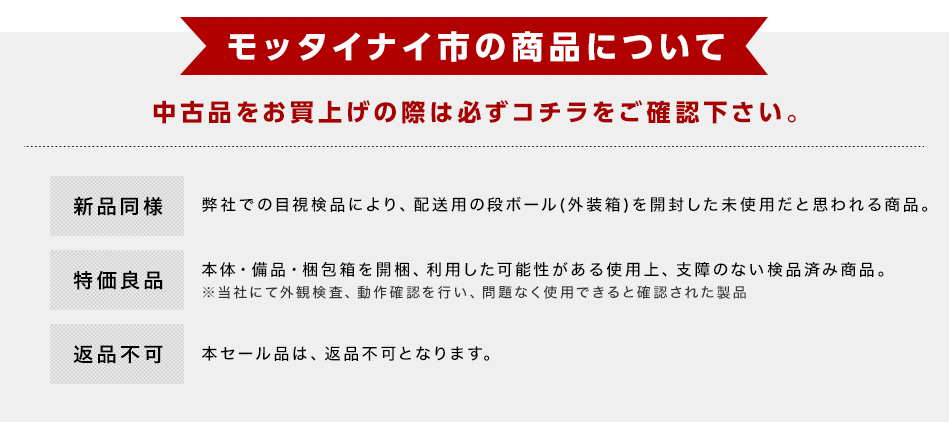 モッタイナイ市の商品について
中古品をお買上げの際は必ずコチラをご確認下さい。
新品同様
弊社での目視検品により、配送用の段ボール(外装箱)を開封した未使用だと思われる商品。
特価良品
本体・備品・梱包箱を開梱、利用した可能性がある使用上、支障のない検品済み商品。
※当社にて外観検査、動作確認を行い、問題なく使用できると確認された製品
返品不可
本セール品は、返品不可となります。